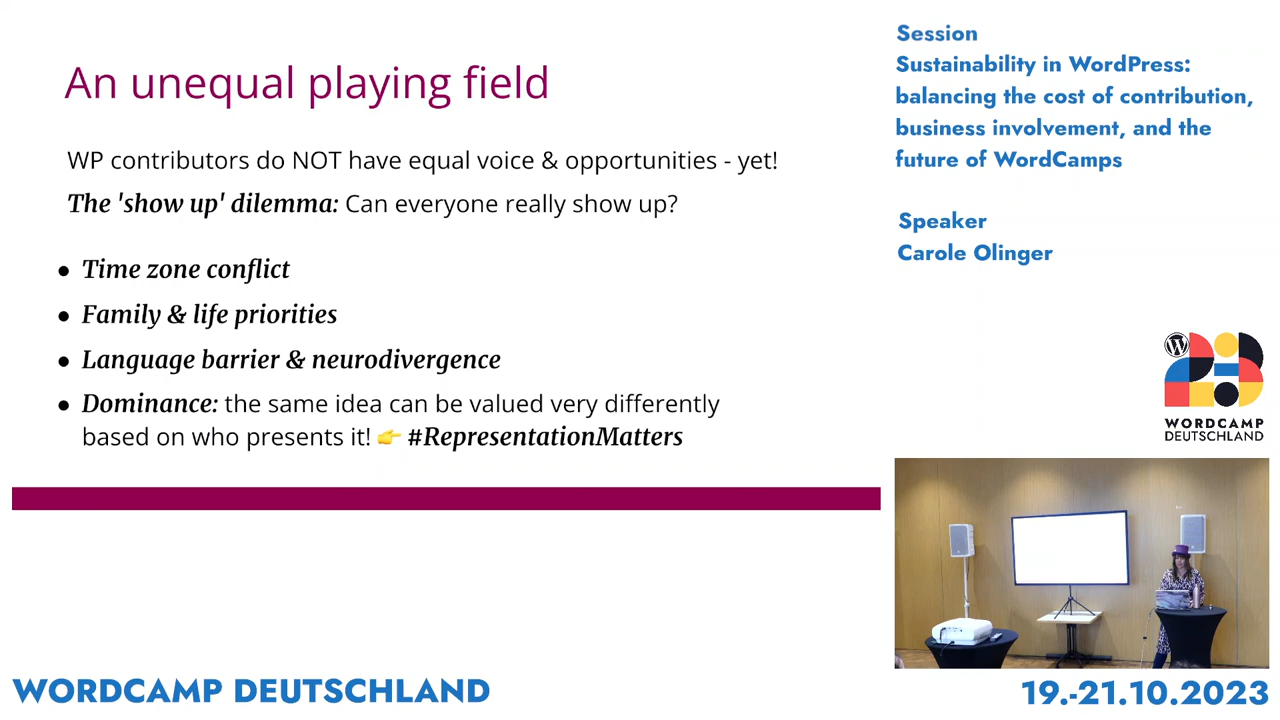 An unequal playing field
WP contributors do NOT have equal voice & opportunities - yet!
The 'show up' dilemma: Can everyone really show up?
● Time zone conflict
● Family & life priorities
● Language barrier & neurodivergence
● Dominance: the same idea can be valued very differently
based on who presents it! 👉 #RepresentationMatters
Session
Sustainability in WordPress:
balancing the cost of contribution,
business involvement, and the
future of WordCamps
Speaker
Carole Olinger
WORDCAMP
DEUTSCHLAND
WORDCAMP DEUTSCHLAND
19.-21.10.2023